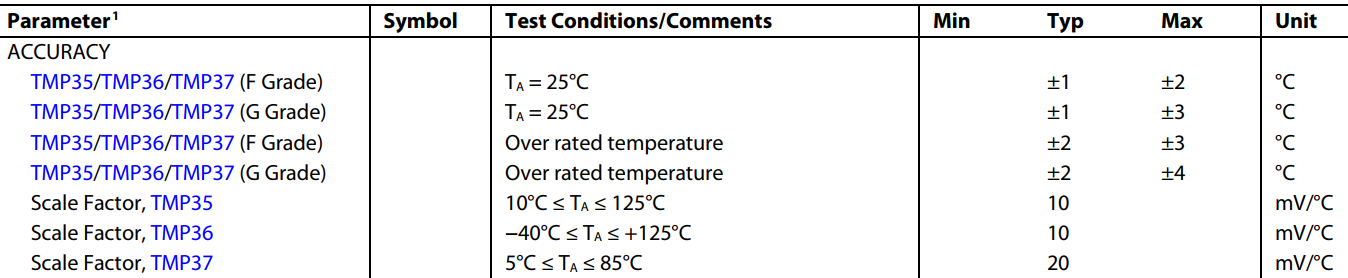 Parameter¹ Symbol Test Conditions/Comments Min Typ Max Unit
ACCURACY
TMP35/TMP36/TMP37 (F Grade) TA = 25°C ±1 ±2 °C
TMP35/TMP36/TMP37 (G Grade) TA = 25°C ±1 ±3 °C
TMP35/TMP36/TMP37 (F Grade) Over rated temperature ±2 ±3 °C
TMP35/TMP36/TMP37 (G Grade) Over rated temperature ±2 ±4 °C
Scale Factor, TMP35 10°C ≤ TA ≤ 125°C 10 mV/°C
Scale Factor, TMP36 −40°C ≤ TA ≤ +125°C 10 mV/°C
Scale Factor, TMP37 5°C ≤ TA ≤ 85°C 20 mV/°C